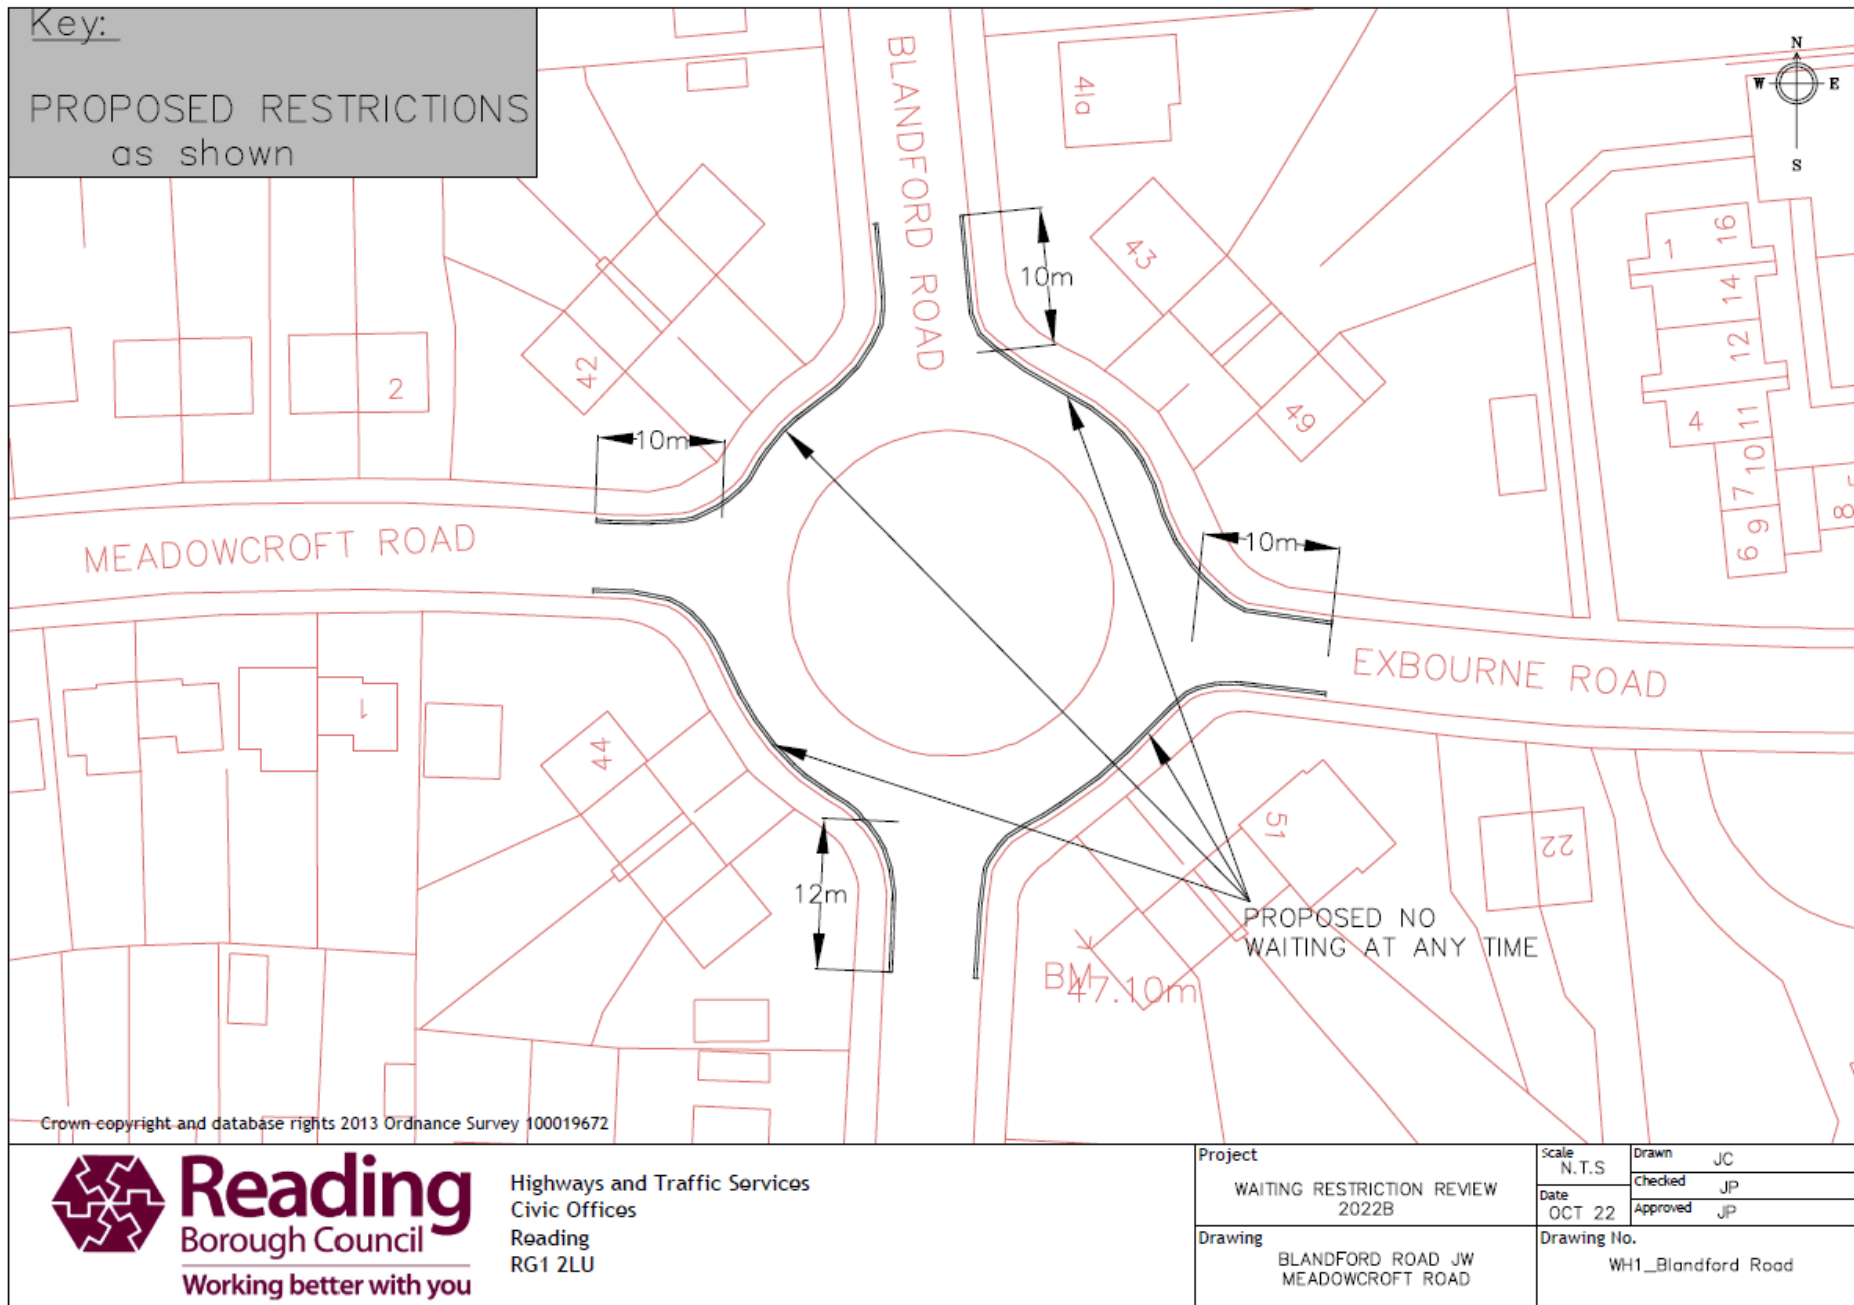 Key:
PROPOSED RESTRICTIONS
as shown
N
W E
S
BLANDFORD ROAD
41a
43
49
42
2
10m
10m
10m
MEADOWCROFT ROAD
EXBOURNE ROAD
1
16
14
12
4
11
10
7
9
6
8
1
44
12m
51
22
PROPOSED NO
WAITING AT ANY TIME
BM
47.10m
Crown copyright and database rights 2013 Ordnance Survey 100019672
Reading
Borough Council
Working better with you
Highways and Traffic Services
Civic Offices
Reading
RG1 2LU
Project
WAITING RESTRICTION REVIEW
2022B
Drawing
BLANDFORD ROAD JW
MEADOWCROFT ROAD
Scale
N.T.S
Date
OCT 22
Drawn JC
Checked JP
Approved JP
Drawing No.
WH1_Blandford Road